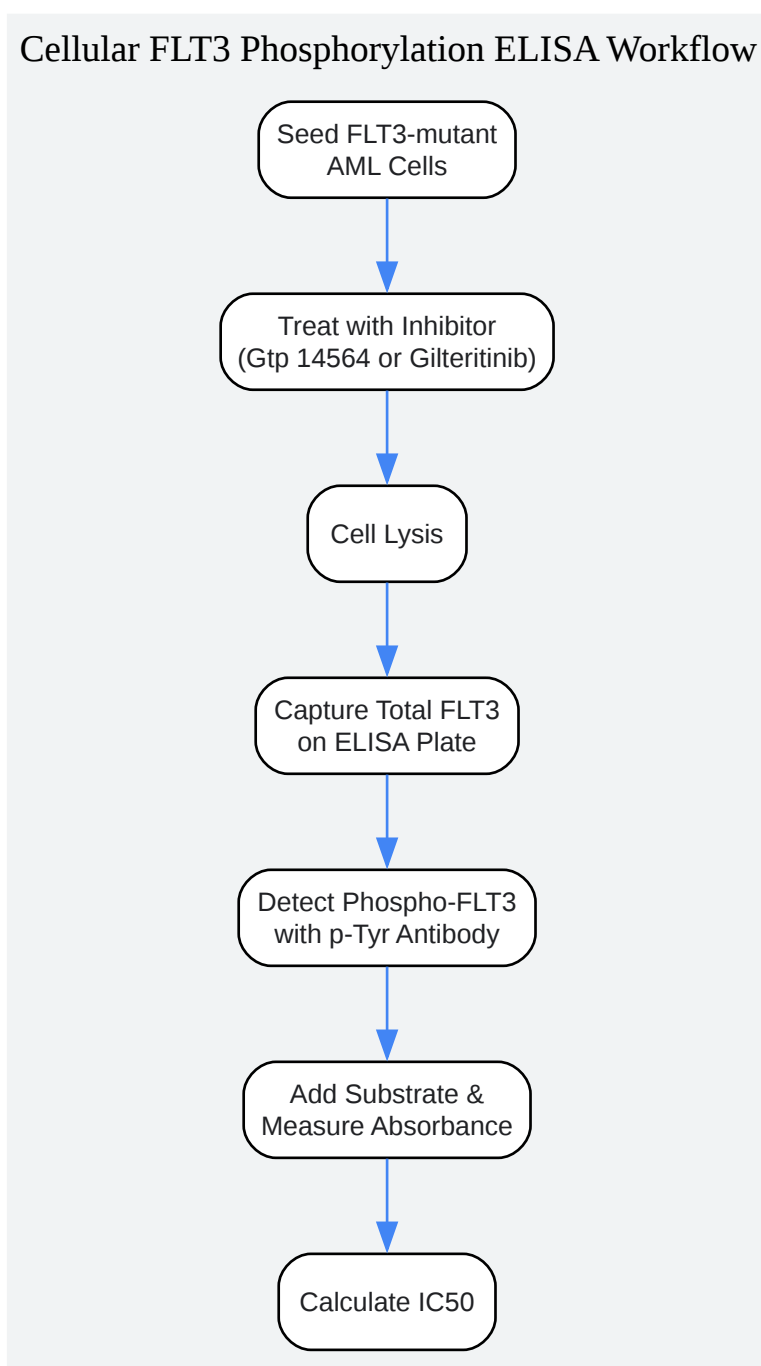 Cellular FLT3 Phosphorylation ELISA Workflow
Seed FLT3-mutant
AML Cells
Treat with Inhibitor
(Gtp 14564 or Gilteritinib)
Cell Lysis
Capture Total FLT3
on ELISA Plate
Detect Phospho-FLT3
with p-Tyr Antibody
Add Substrate &
Measure Absorbance
Calculate IC50